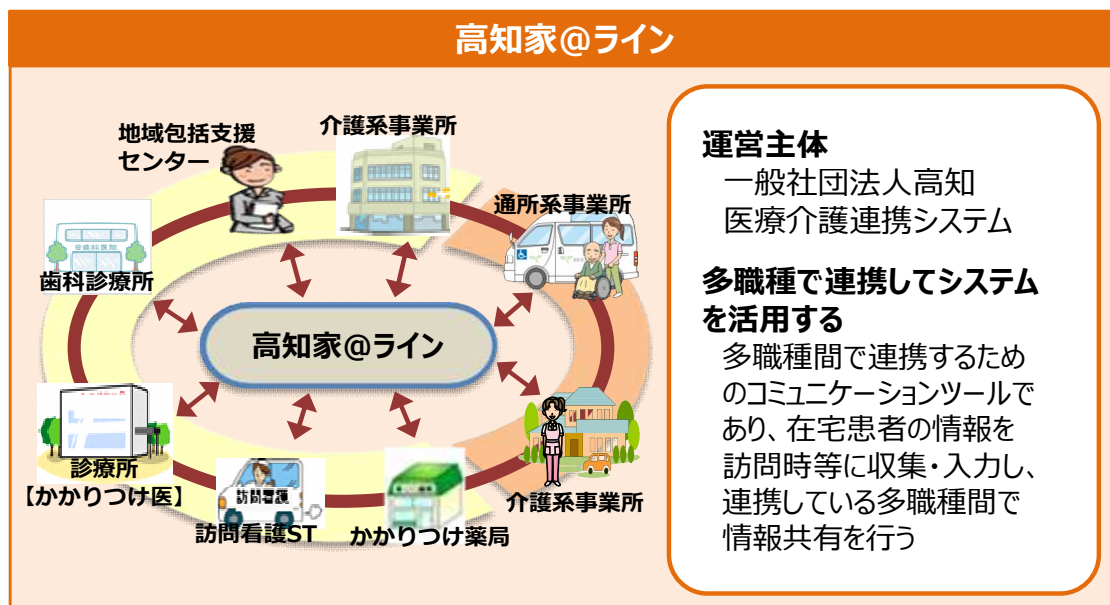 高知家@ライン
地域包括支援
センター
介護系事業所
通所系事業所
歯科診療所
高知家@ライン
診療所
【かかりつけ医】
訪問看護
訪問看護ST
かかりつけ薬局
介護系事業所
運営主体
一般社団法人高知
医療介護連携システム
多職種で連携してシステム
を活用する
多職種間で連携するため
のコミュニケーションツールで
あり、在宅患者の情報を
訪問時等に収集・入力し、
連携している多職種間で
情報共有を行う